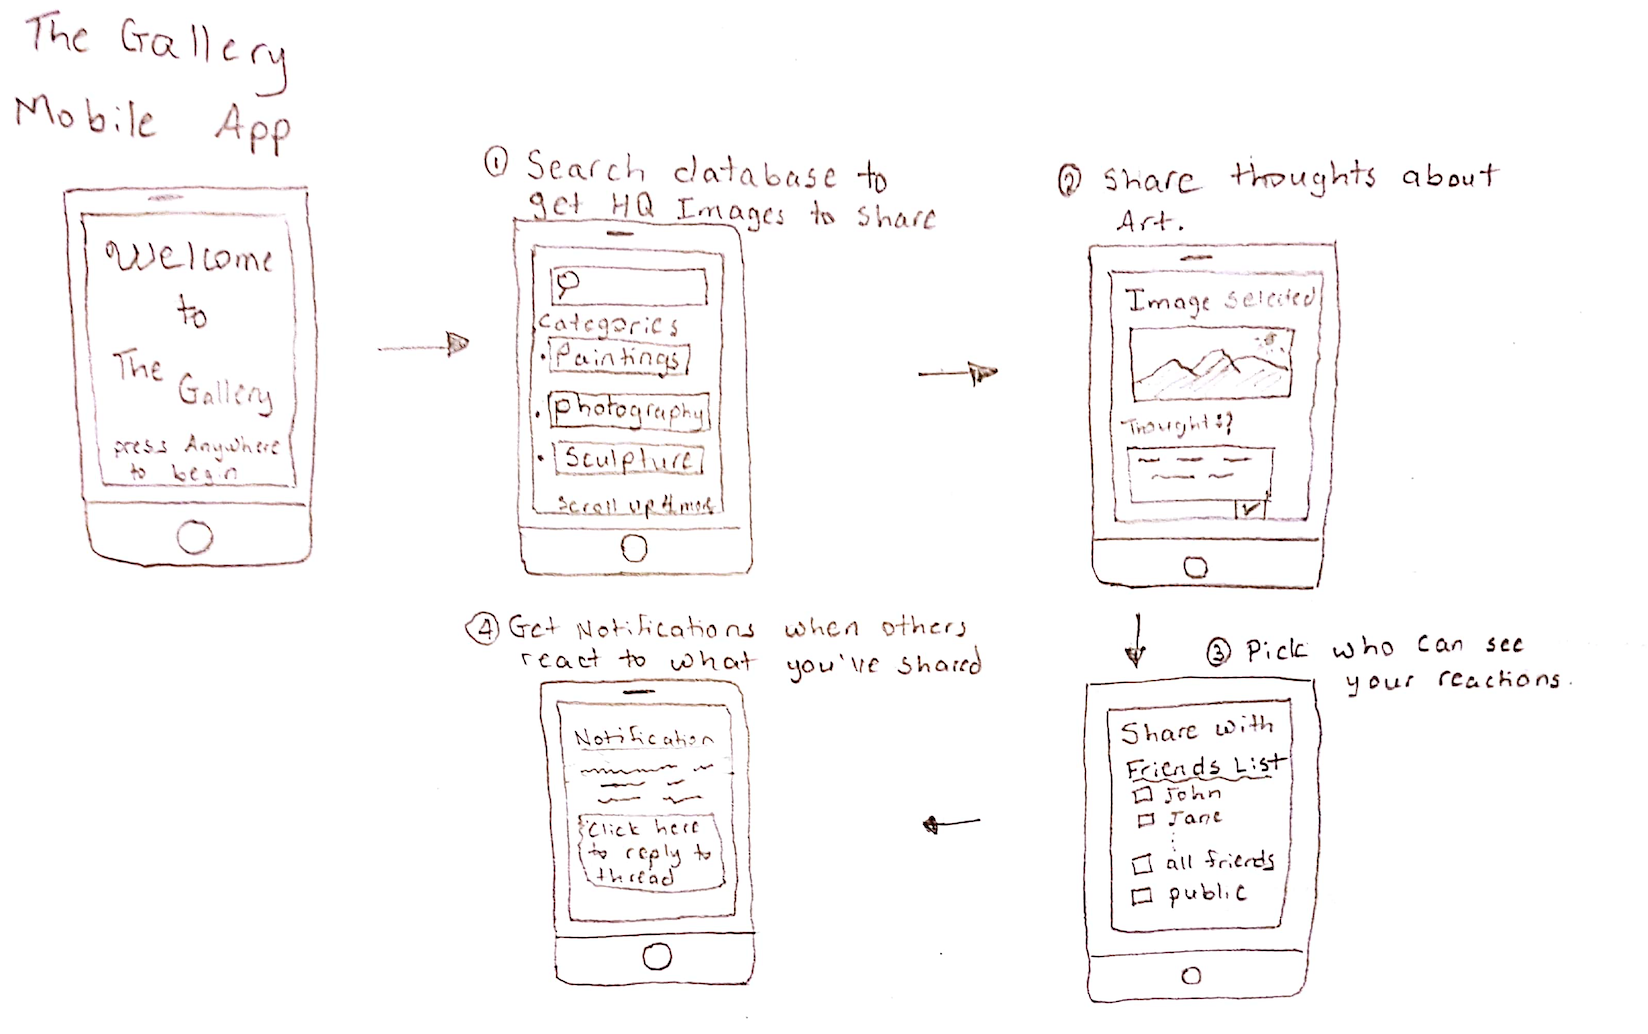 The Gallery
Mobile App
Welcome
to
The Gallery
press Anywhere
to begin
① Search database to
get HQ Images to share
Categories
• Paintings
• Photography
• Sculpture
Scroll up 4 more
② Share thoughts about
Art.
Image selected
Thoughts?
③ Pick who can see
your reactions.
Share with
Friends List
John
Jane
all friends
public
④ Get Notifications when others
react to what you've shared
Notification
Click here
to reply to
thread